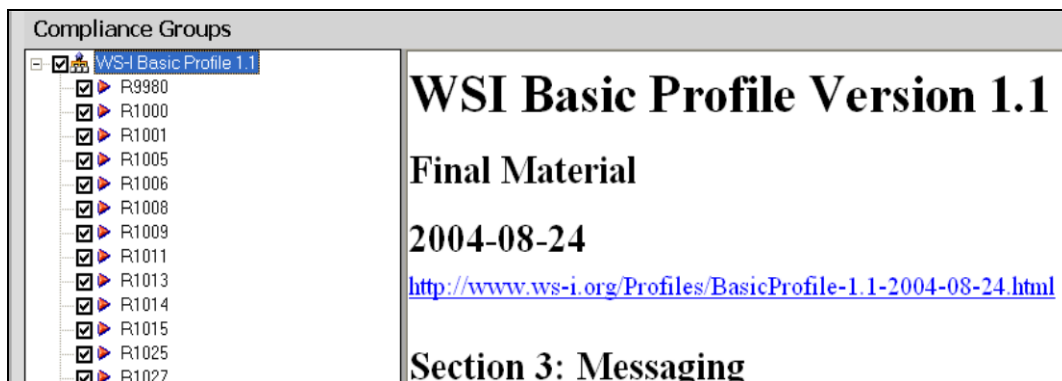 Compliance Groups
WS-I Basic Profile 1.1
R9980
R1000
R1001
R1005
R1006
R1008
R1009
R1011
R1013
R1014
R1015
R1025
R1027
WSI Basic Profile Version 1.1
Final Material
2004-08-24
http://www.ws-i.org/Profiles/BasicProfile-1.1-2004-08-24.html
Section 3: Messaging